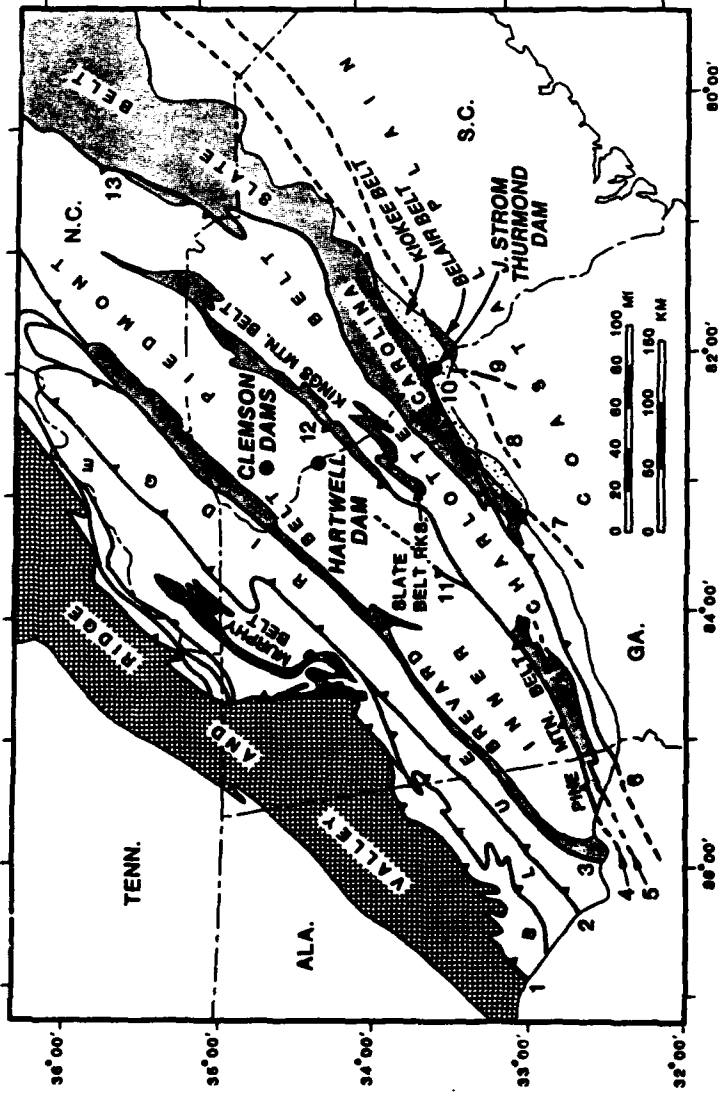 36°00'
35°00'
34°00'
33°00'
32°00'
86°00'
84°00'
82°00'
80°00'
TENN.
ALA.
GA.
N.C.
S.C.
VALLEY
AND
RIDGE
BLUE
RIDGE
MURPHY
BELT
BREVARD
BELT
INNER
PIEDMONT
CLEMSON
DAMS
HARTWELL
DAM
SLATE
BELT RKS.
KINGS MTN. BELT
PINE MTN. BELT
CHARLOTTE
BELT
CAROLINA
SLATE
BELT
KIOKEE BELT
BELAIR BELT
J. STROM
THURMOND
DAM
COASTAL
PLAIN
1
2
3
4
5
6
7
8
9
10
11
12
13
0 20 40 60 80 100 MI
0 50 100 150 KM